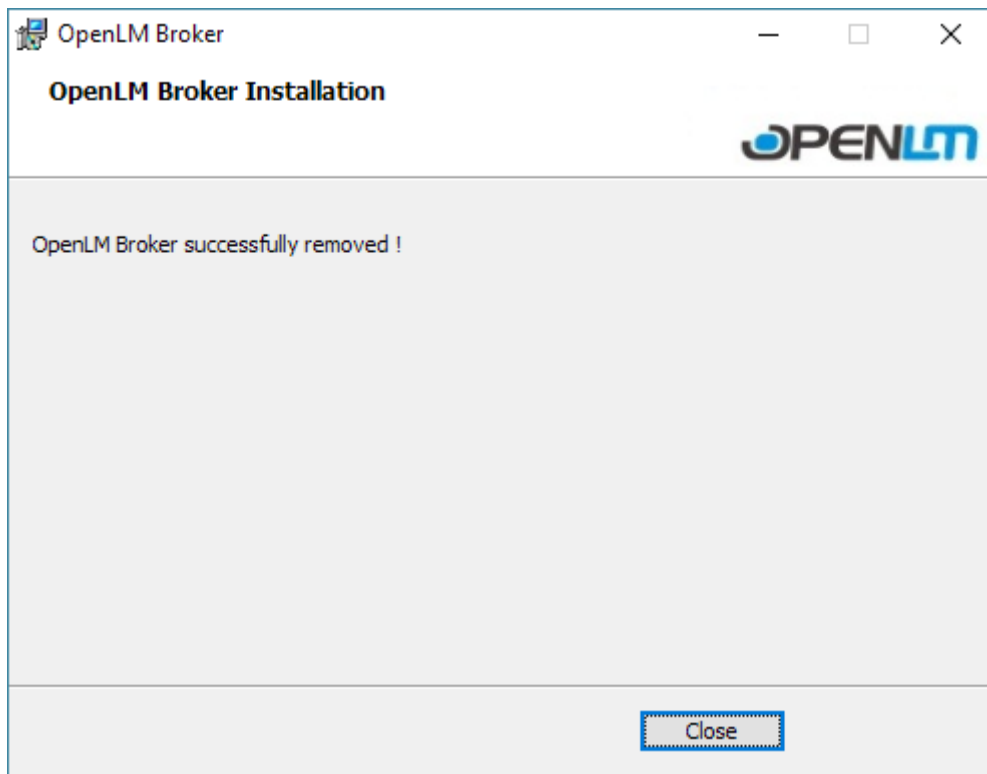 OpenLM Broker
OpenLM Broker Installation
OPENLM
OpenLM Broker successfully removed !
Close